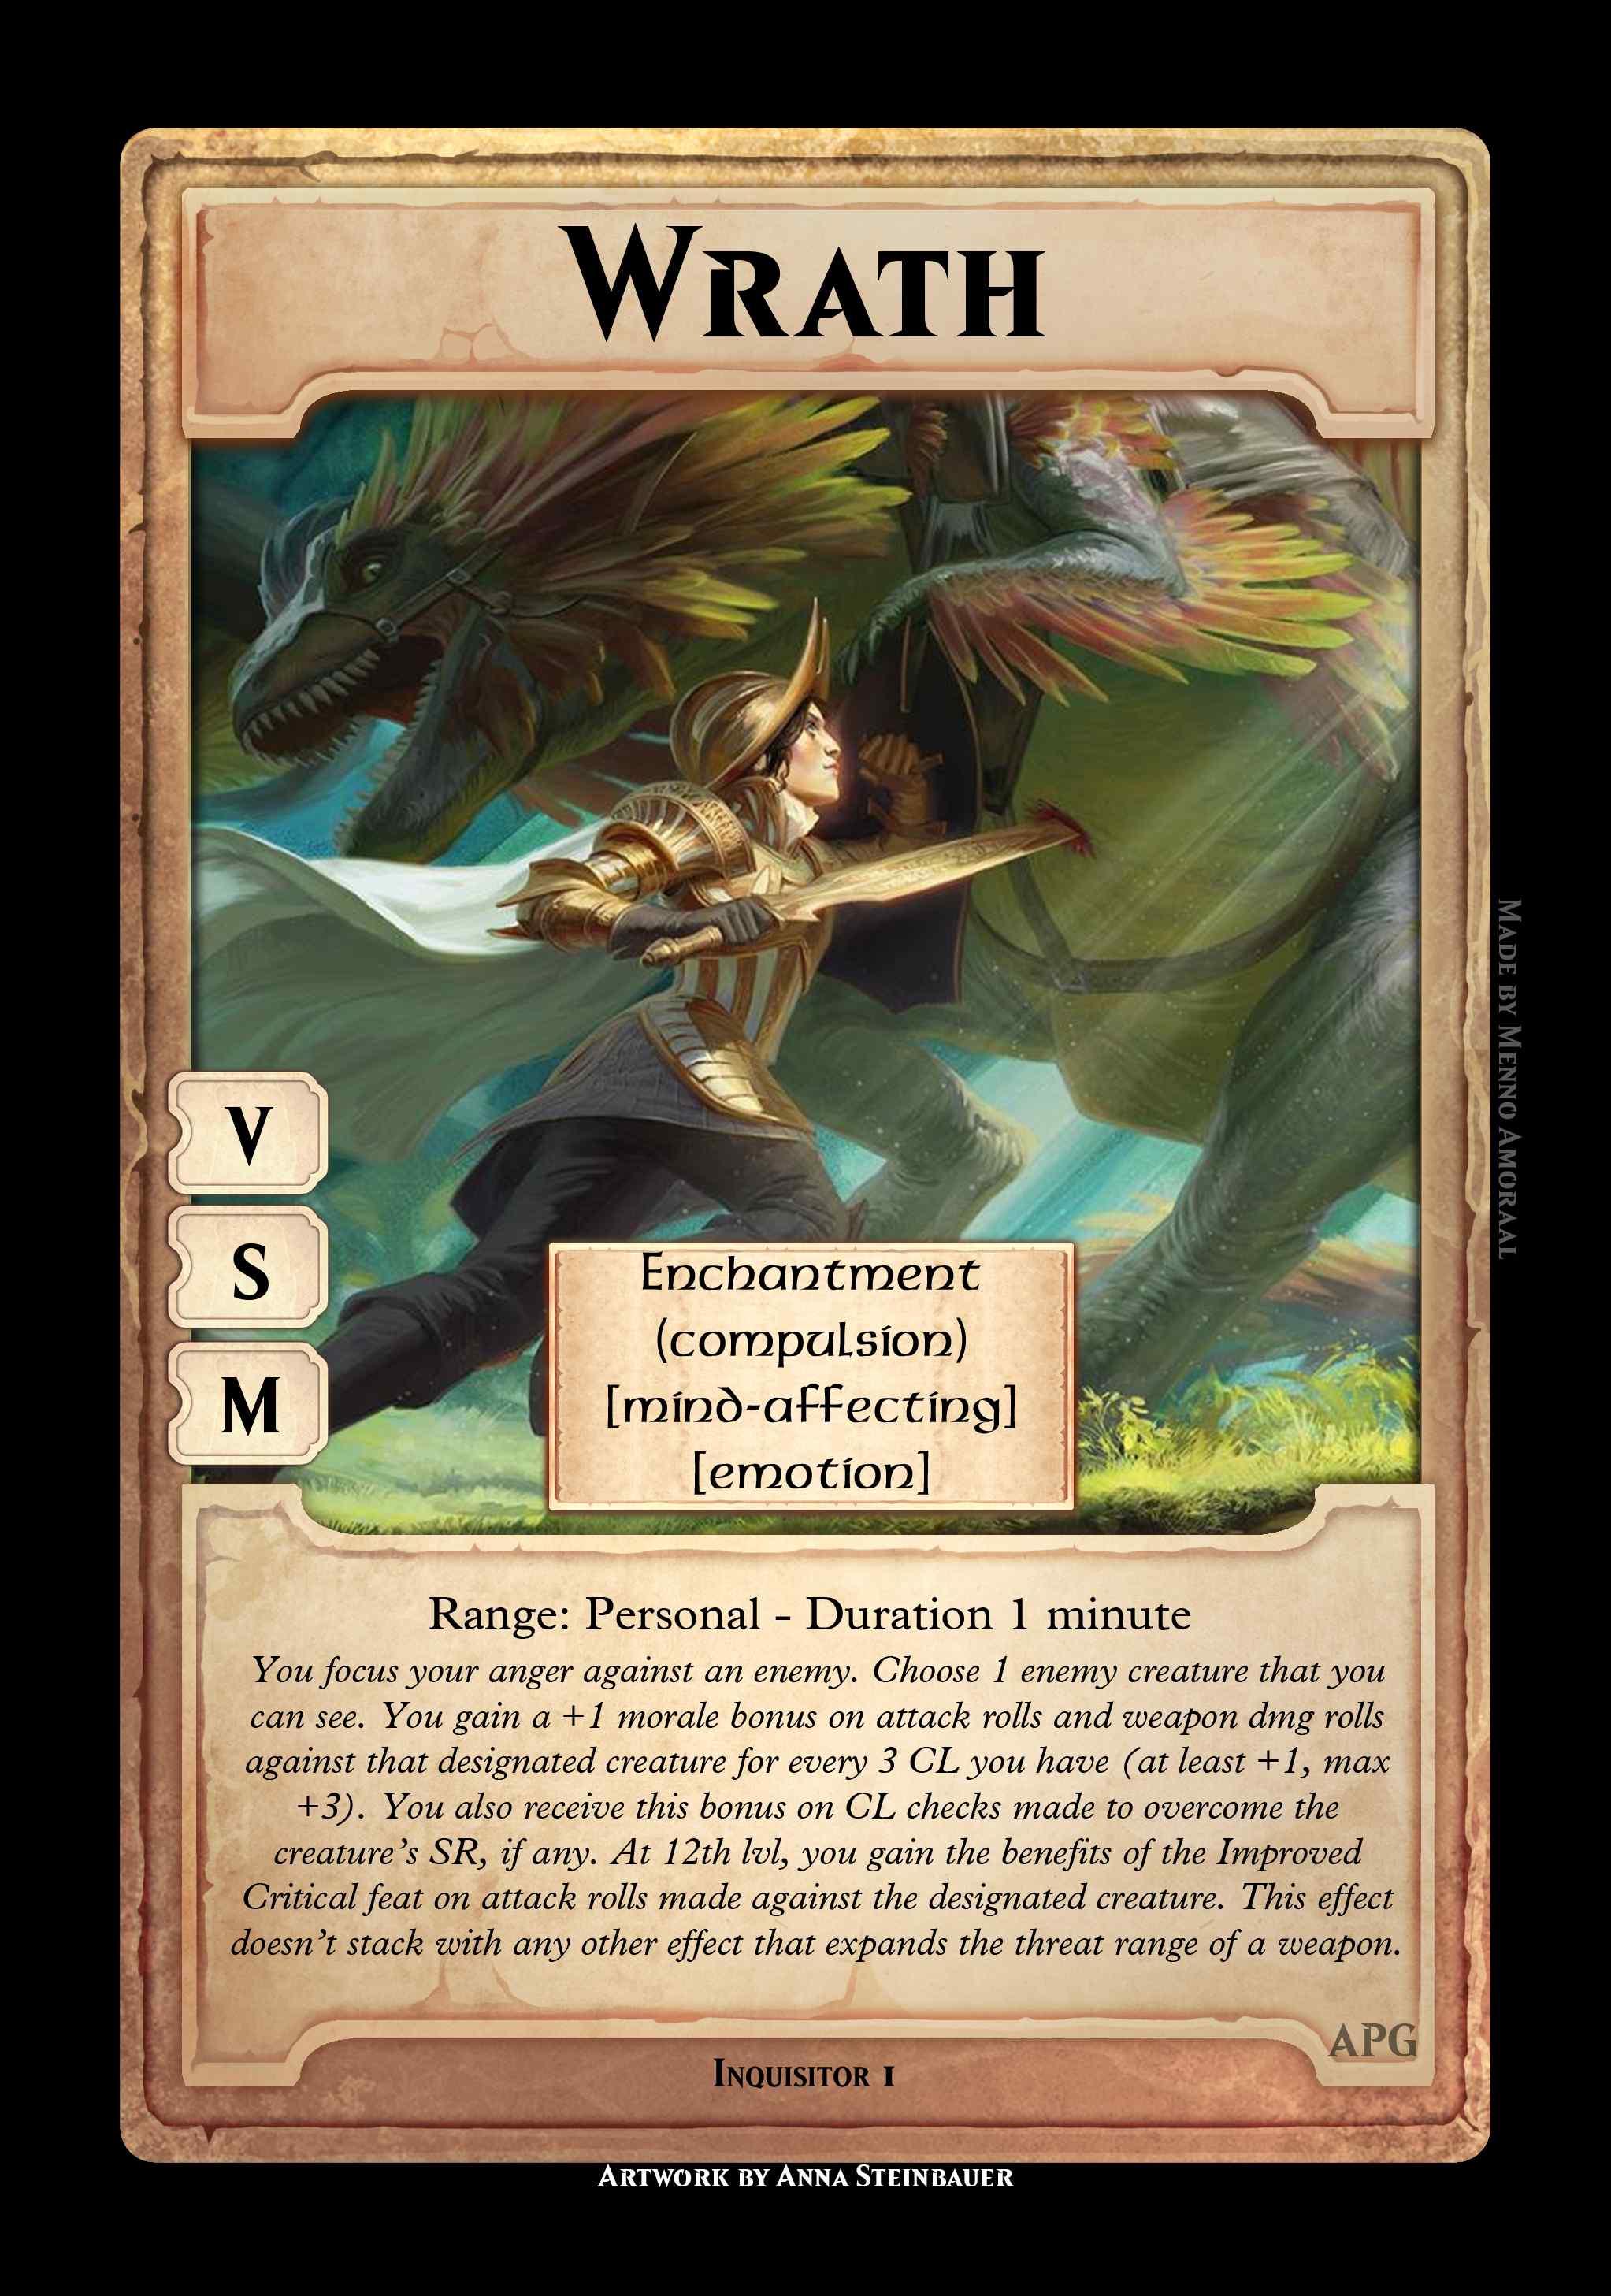 Wrath
V
S
M
Enchantment
(compulsion)
[mind-affecting]
[emotion]
Range: Personal - Duration 1 minute
You focus your anger against an enemy. Choose 1 enemy creature that you
can see. You gain a +1 morale bonus on attack rolls and weapon dmg rolls
against that designated creature for every 3 CL you have (at least +1, max
+3). You also receive this bonus on CL checks made to overcome the
creature's SR, if any. At 12th lvl, you gain the benefits of the Improved
Critical feat on attack rolls made against the designated creature. This effect
doesn't stack with any other effect that expands the threat range of a weapon.
APG
Inquisitor 1
Artwork by Anna Steinbauer
Made by Menno Amoraal